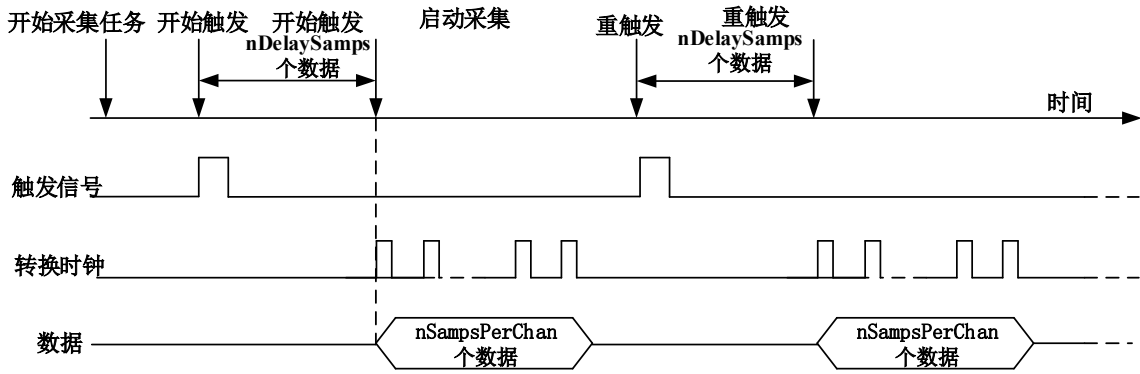 开始采集任务
开始触发
开始触发
nDelaySamps
个数据
启动采集
重触发
重触发
nDelaySamps
个数据
时间
触发信号
转换时钟
数据
nSampsPerChan
个数据
nSampsPerChan
个数据